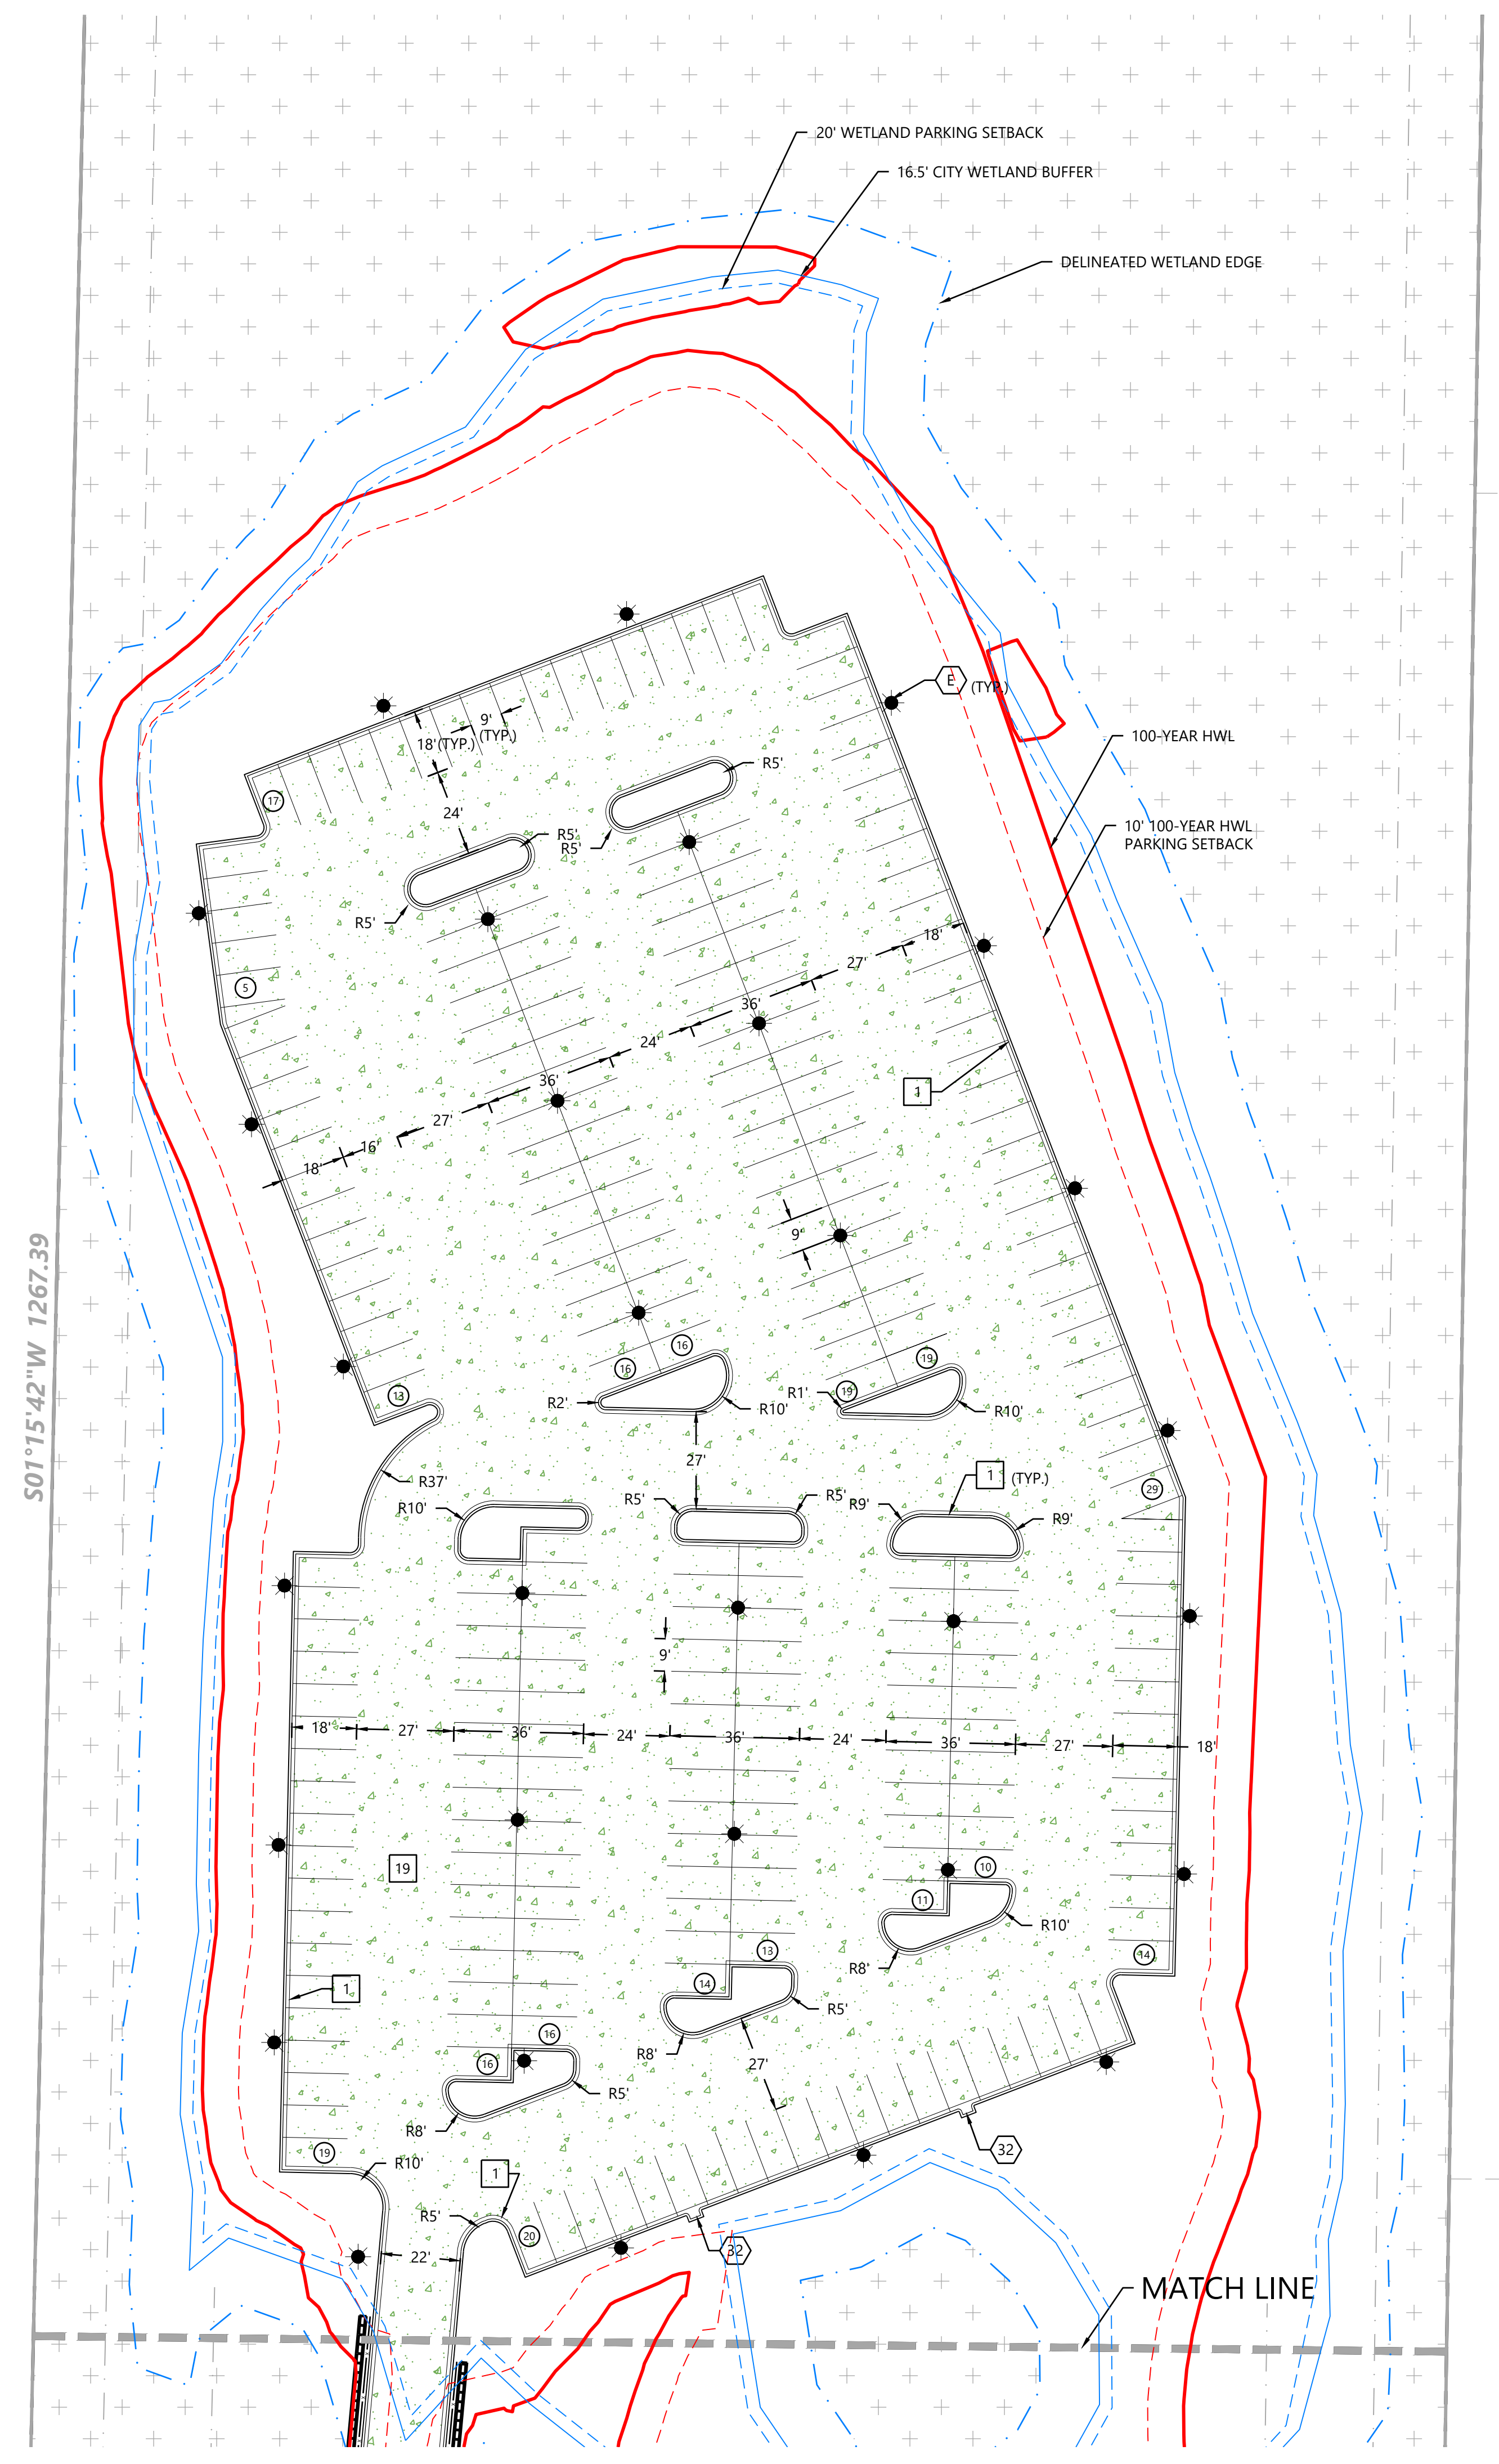 20' WETLAND PARKING SETBACK
16.5' CITY WETLAND BUFFER
DELINEATED WETLAND EDGE
E (TYP.)
9'
(TYP.)
18'(TYP.)
100-YEAR HWL
R5'
17
24'
R5'
R5'
10' 100-YEAR HWL
PARKING SETBACK
R5'
18'
27'
5
36'
24'
36'
1
27'
16'
18'
9'
S01°15'42"W 1267.39
16
19
16
19
13
R1'
R2'
R10'
R10'
27'
1 (TYP.)
R37'
29
R5'
R5'
R9'
R10'
R9'
9'
18'
27'
36'
24'
36'
24'
36'
27'
18'
19
10
11
R10'
13
14
R8'
14
1
R5'
16
R8'
27'
16
R5'
R8'
32
19
R10'
1
R5'
20
32
22'
MATCH LINE